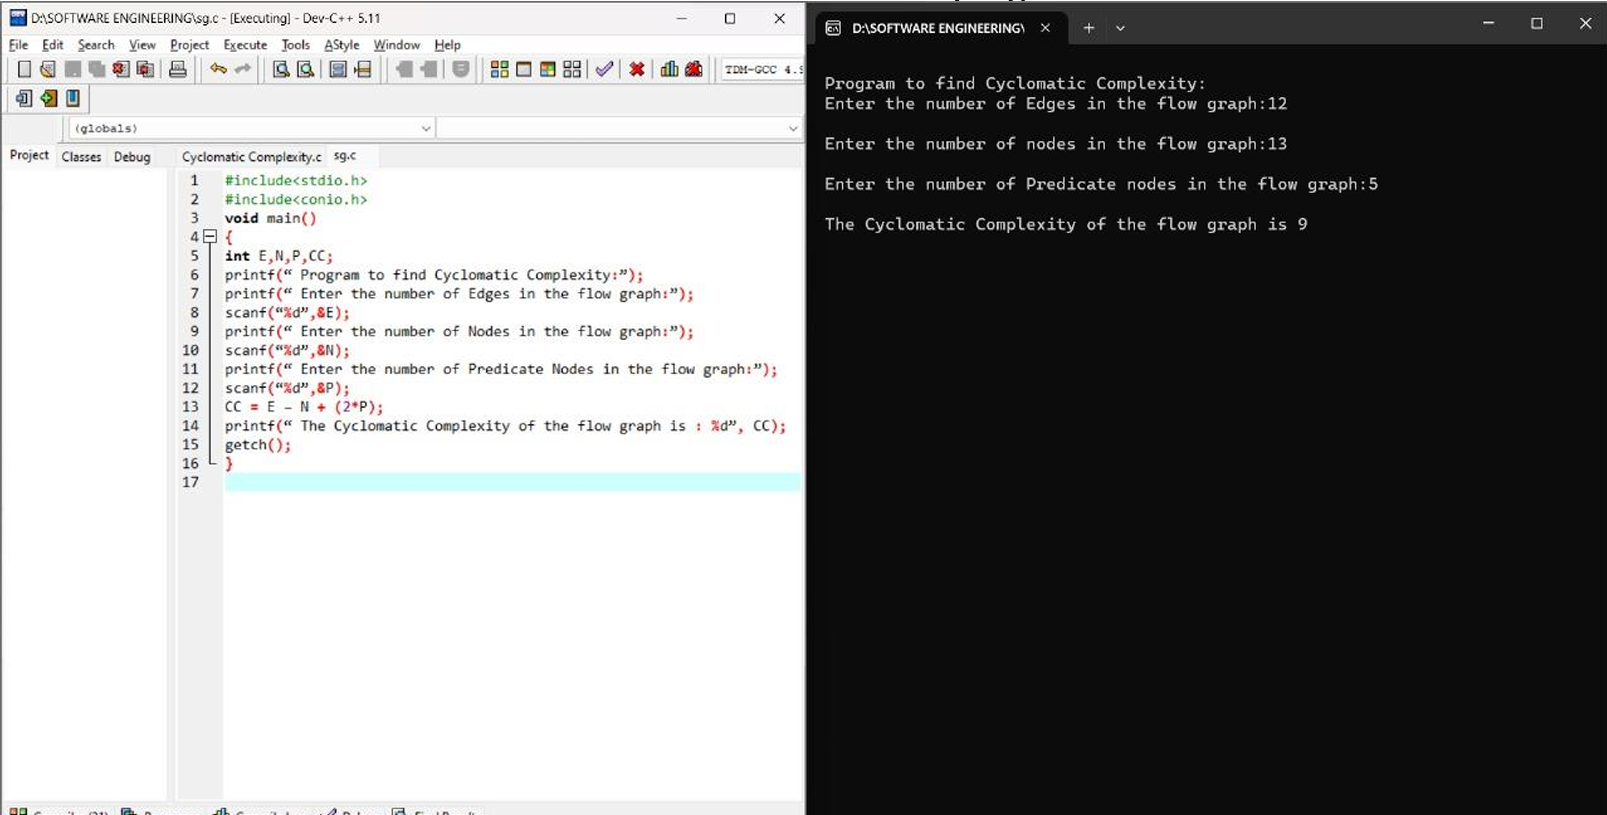 D:\SOFTWARE ENGINEERING\sg.c - [Executing] - Dev-C++ 5.11
File Edit Search View Project Execute Tools AStyle Window Help
TDM-GCC 4.9
(globals)
Project Classes Debug
Cyclomatic Complexity.c sg.c
1 #include<stdio.h>
2 #include<conio.h>
3 void main()
4 {
5 int E,N,P,CC;
6 printf(“ Program to find Cyclomatic Complexity:”);
7 printf(“ Enter the number of Edges in the flow graph:”);
8 scanf(“%d”,&E);
9 printf(“ Enter the number of Nodes in the flow graph:”);
10 scanf(“%d”,&N);
11 printf(“ Enter the number of Predicate Nodes in the flow graph:”);
12 scanf(“%d”,&P);
13 CC = E – N + (2*P);
14 printf(“ The Cyclomatic Complexity of the flow graph is : %d”, CC);
15 getch();
16 }
17
D:\SOFTWARE ENGINEERING\
Program to find Cyclomatic Complexity:
Enter the number of Edges in the flow graph:12
Enter the number of nodes in the flow graph:13
Enter the number of Predicate nodes in the flow graph:5
The Cyclomatic Complexity of the flow graph is 9